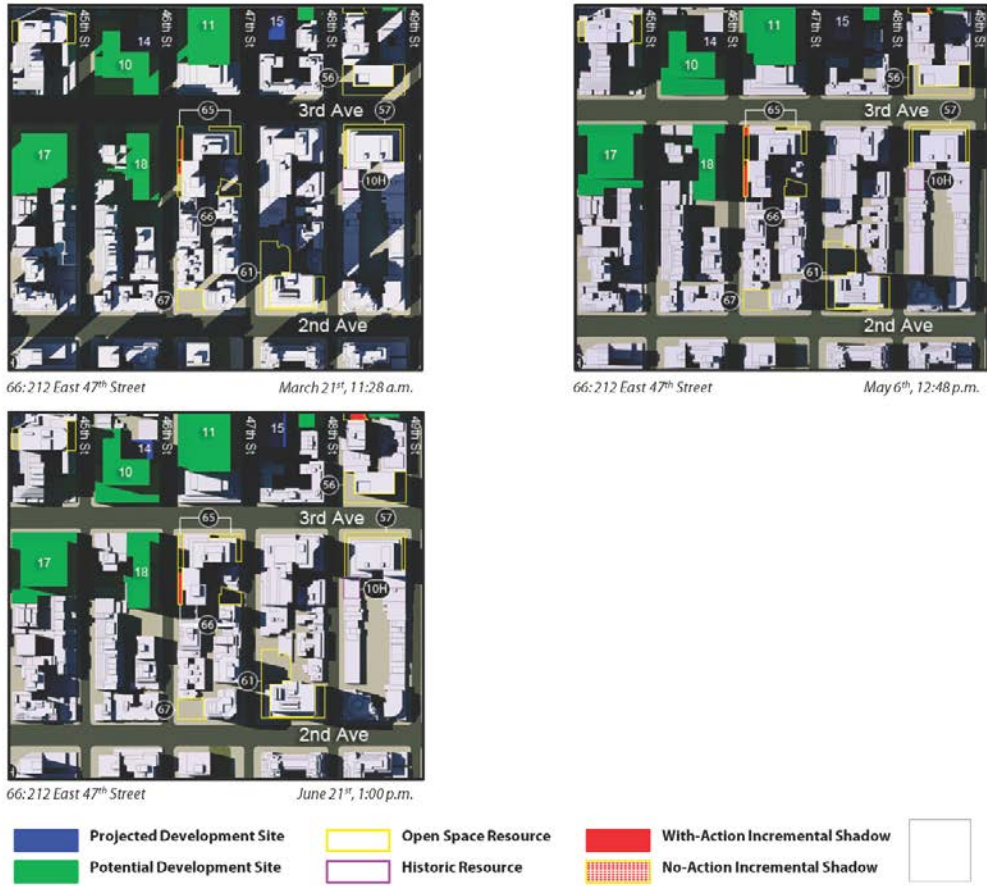 45th St
46th St
47th St
48th St
49th St
11
15
14
10
56
3rd Ave
65
57
17
18
10H
66
61
67
2nd Ave
66: 212 East 47th Street
March 21st, 11:28 a.m.
45th St
46th St
47th St
48th St
49th St
11
15
14
10
56
3rd Ave
65
57
17
18
10H
66
61
67
2nd Ave
66: 212 East 47th Street
May 6th, 12:48 p.m.
45th St
46th St
47th St
48th St
49th St
11
15
14
10
56
3rd Ave
65
57
17
18
10H
66
61
67
2nd Ave
66: 212 East 47th Street
June 21st, 1:00 p.m.
Projected Development Site
Open Space Resource
With-Action Incremental Shadow
Potential Development Site
Historic Resource
No-Action Incremental Shadow